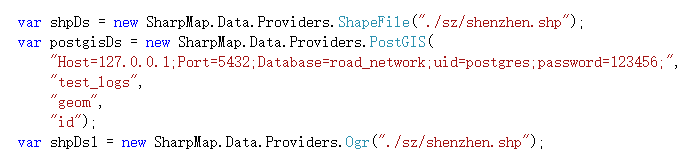 var shpDs = new SharpMap.Data.Providers.ShapeFile("./sz/shenzhen.shp");
var postgisDs = new SharpMap.Data.Providers.PostGIS(
"Host=127.0.0.1;Port=5432;Database=road_network;uid=postgres;password=123456;",
"test_logs",
"geom",
"id");
var shpDs1 = new SharpMap.Data.Providers.Ogr("./sz/shenzhen.shp");